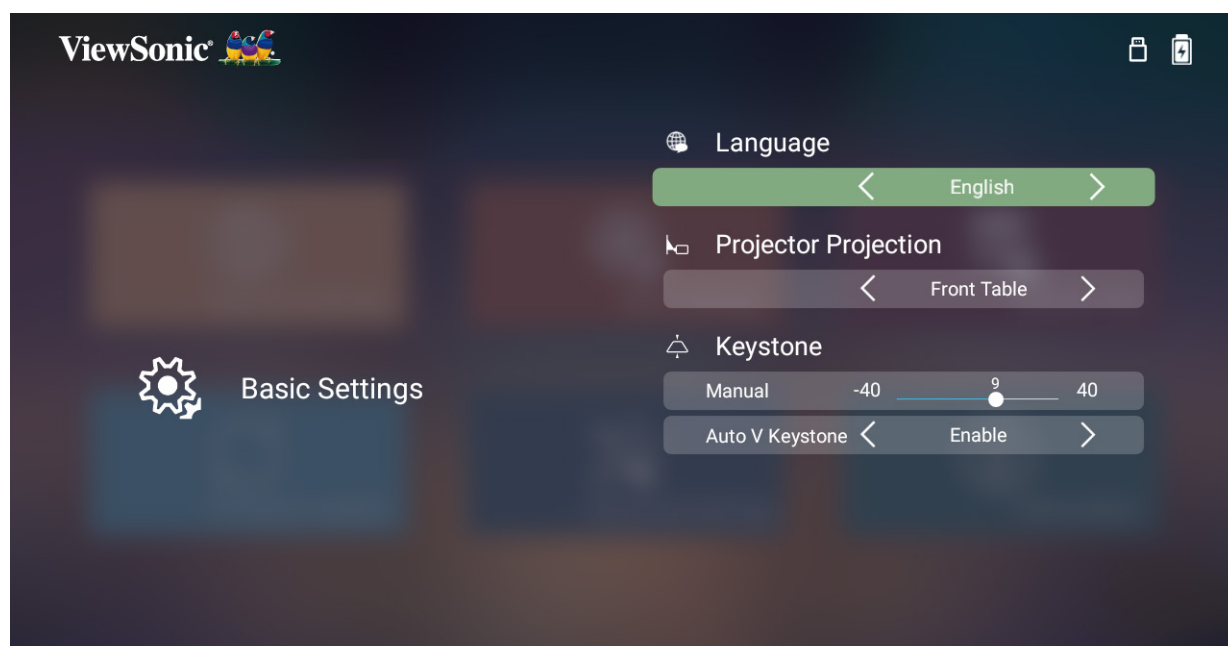 ViewSonic®
Language
English
Projector Projection
Front Table
Keystone
Basic Settings
Manual -40 9 40
Auto V Keystone Enable